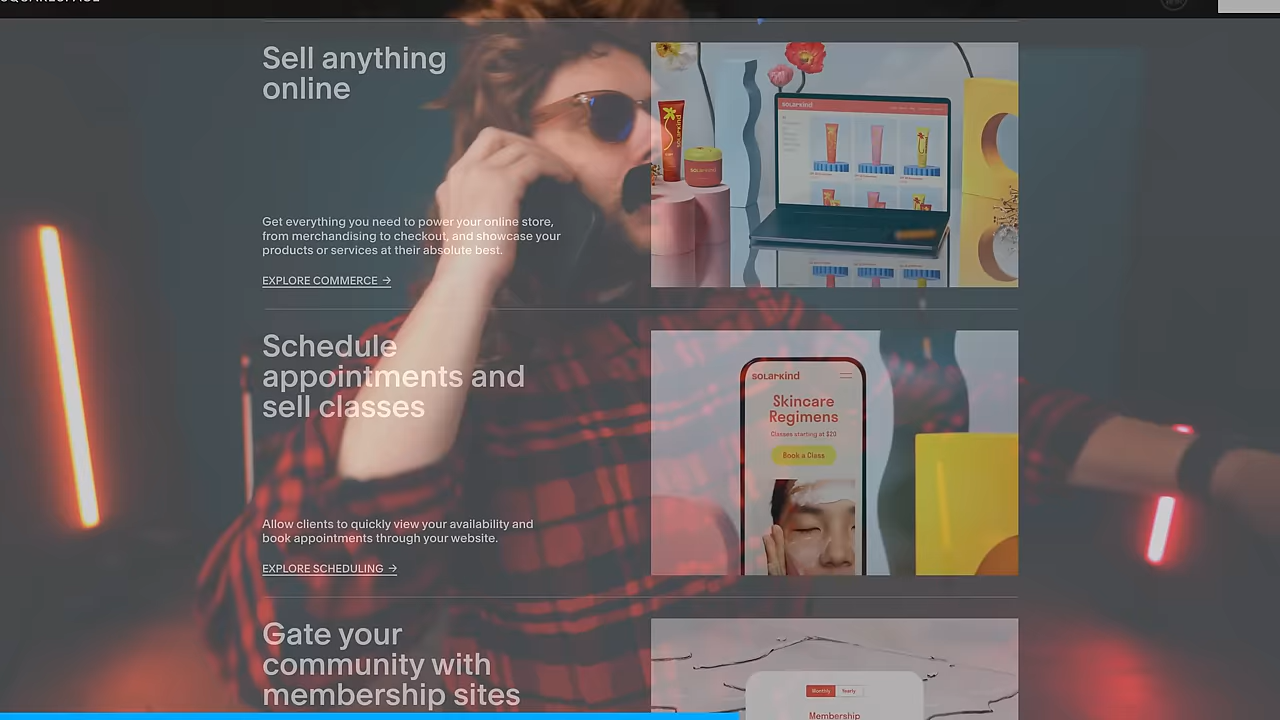 SQUARESPACE
Sell anything
online
Get everything you need to power your online store,
from merchandising to checkout, and showcase your
products or services at their absolute best.
EXPLORE COMMERCE →
SOLARKIND
SOLARKIND
SOLARKIND
Schedule
appointments and
sell classes
Allow clients to quickly view your availability and
book appointments through your website.
EXPLORE SCHEDULING →
SOLARKIND
Skincare
Regimens
Classes starting at $20
Book a Class
Gate your
community with
membership sites
Monthly Yearly
Membership